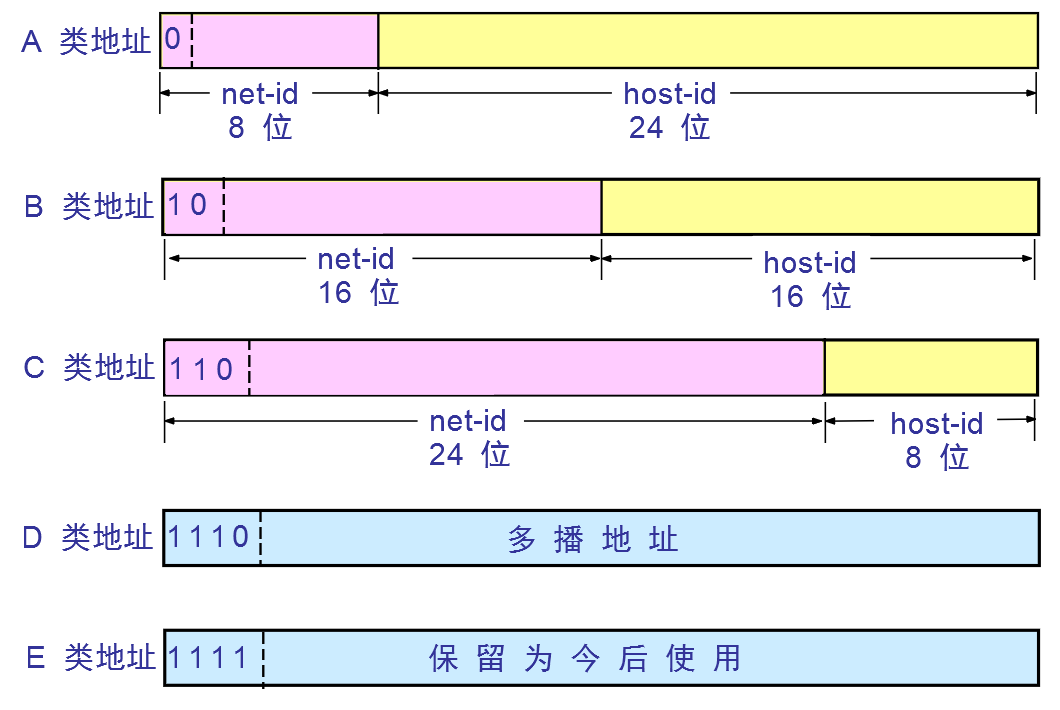 A 类地址 0
net-id host-id
8 位 24 位
B 类地址 1 0
net-id host-id
16 位 16 位
C 类地址 1 1 0
net-id host-id
24 位 8 位
D 类地址 1 1 1 0 多 播 地 址
E 类地址 1 1 1 1 保 留 为 今 后 使 用